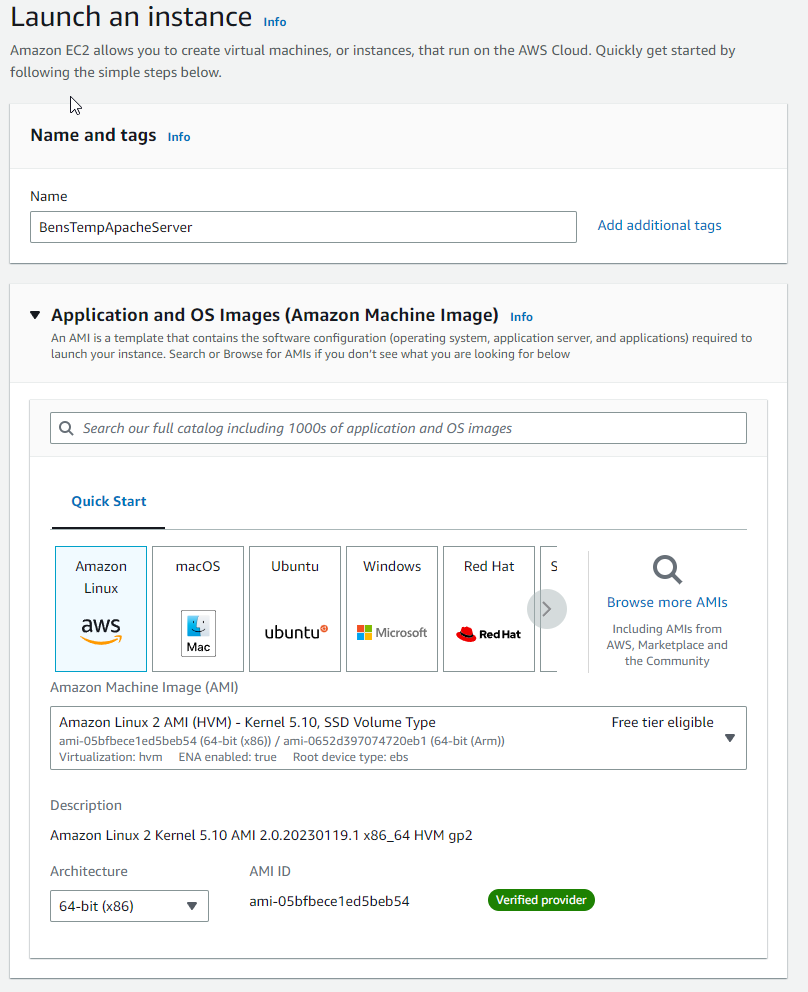 Launch an instance Info
Amazon EC2 allows you to create virtual machines, or instances, that run on the AWS Cloud. Quickly get started by
following the simple steps below.
Name and tags Info
Name
BensTempApacheServer
Add additional tags
Application and OS Images (Amazon Machine Image) Info
An AMI is a template that contains the software configuration (operating system, application server, and applications) required to
launch your instance. Search or Browse for AMIs if you don't see what you are looking for below
Search our full catalog including 1000s of application and OS images
Quick Start
Amazon
Linux
aws
macOS
Mac
Ubuntu
ubuntu
Windows
Microsoft
Red Hat
Red Hat
S
Browse more AMIs
Including AMIs from
AWS, Marketplace and
the Community
Amazon Machine Image (AMI)
Amazon Linux 2 AMI (HVM) - Kernel 5.10, SSD Volume Type
Free tier eligible
ami-05bfbece1ed5beb54 (64-bit (x86)) / ami-0652d397074720eb1 (64-bit (Arm))
Virtualization: hvm ENA enabled: true Root device type: ebs
Description
Amazon Linux 2 Kernel 5.10 AMI 2.0.20230119.1 x86_64 HVM gp2
Architecture
AMI ID
64-bit (x86)
ami-05bfbece1ed5beb54
Verified provider